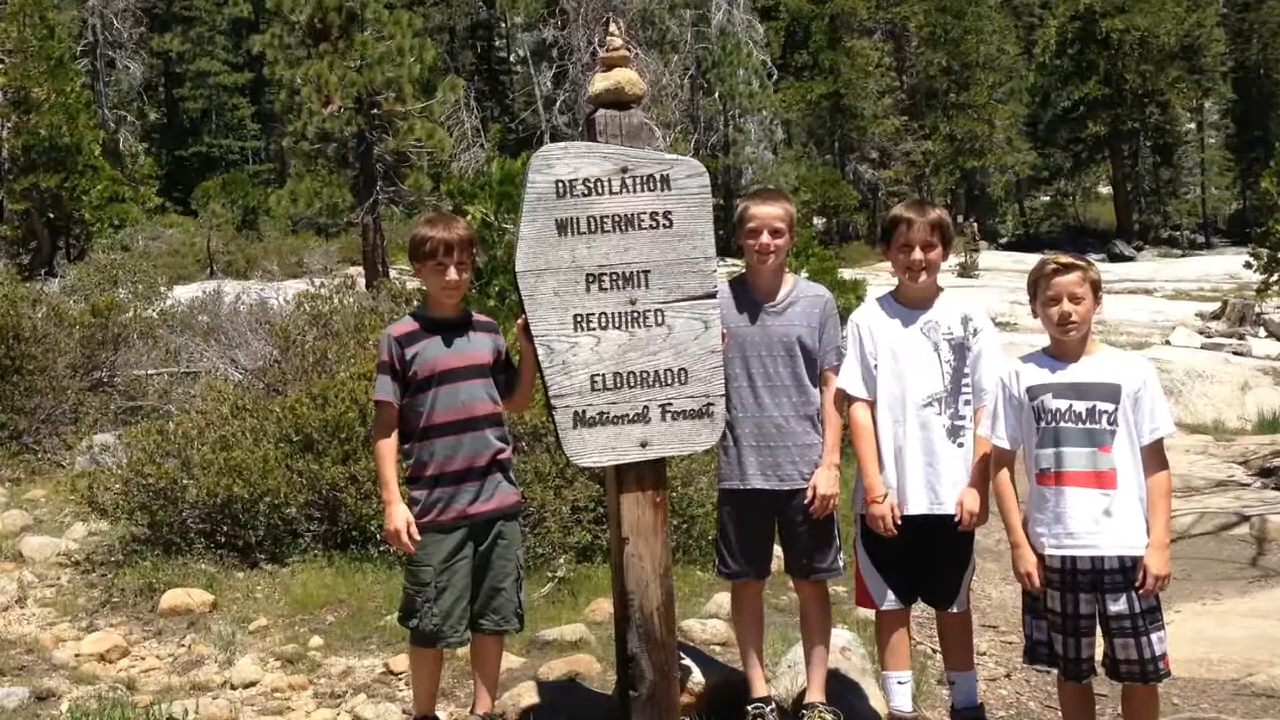 DESOLATION
WILDERNESS
PERMIT
REQUIRED
ELDORADO
National Forest
Woodward